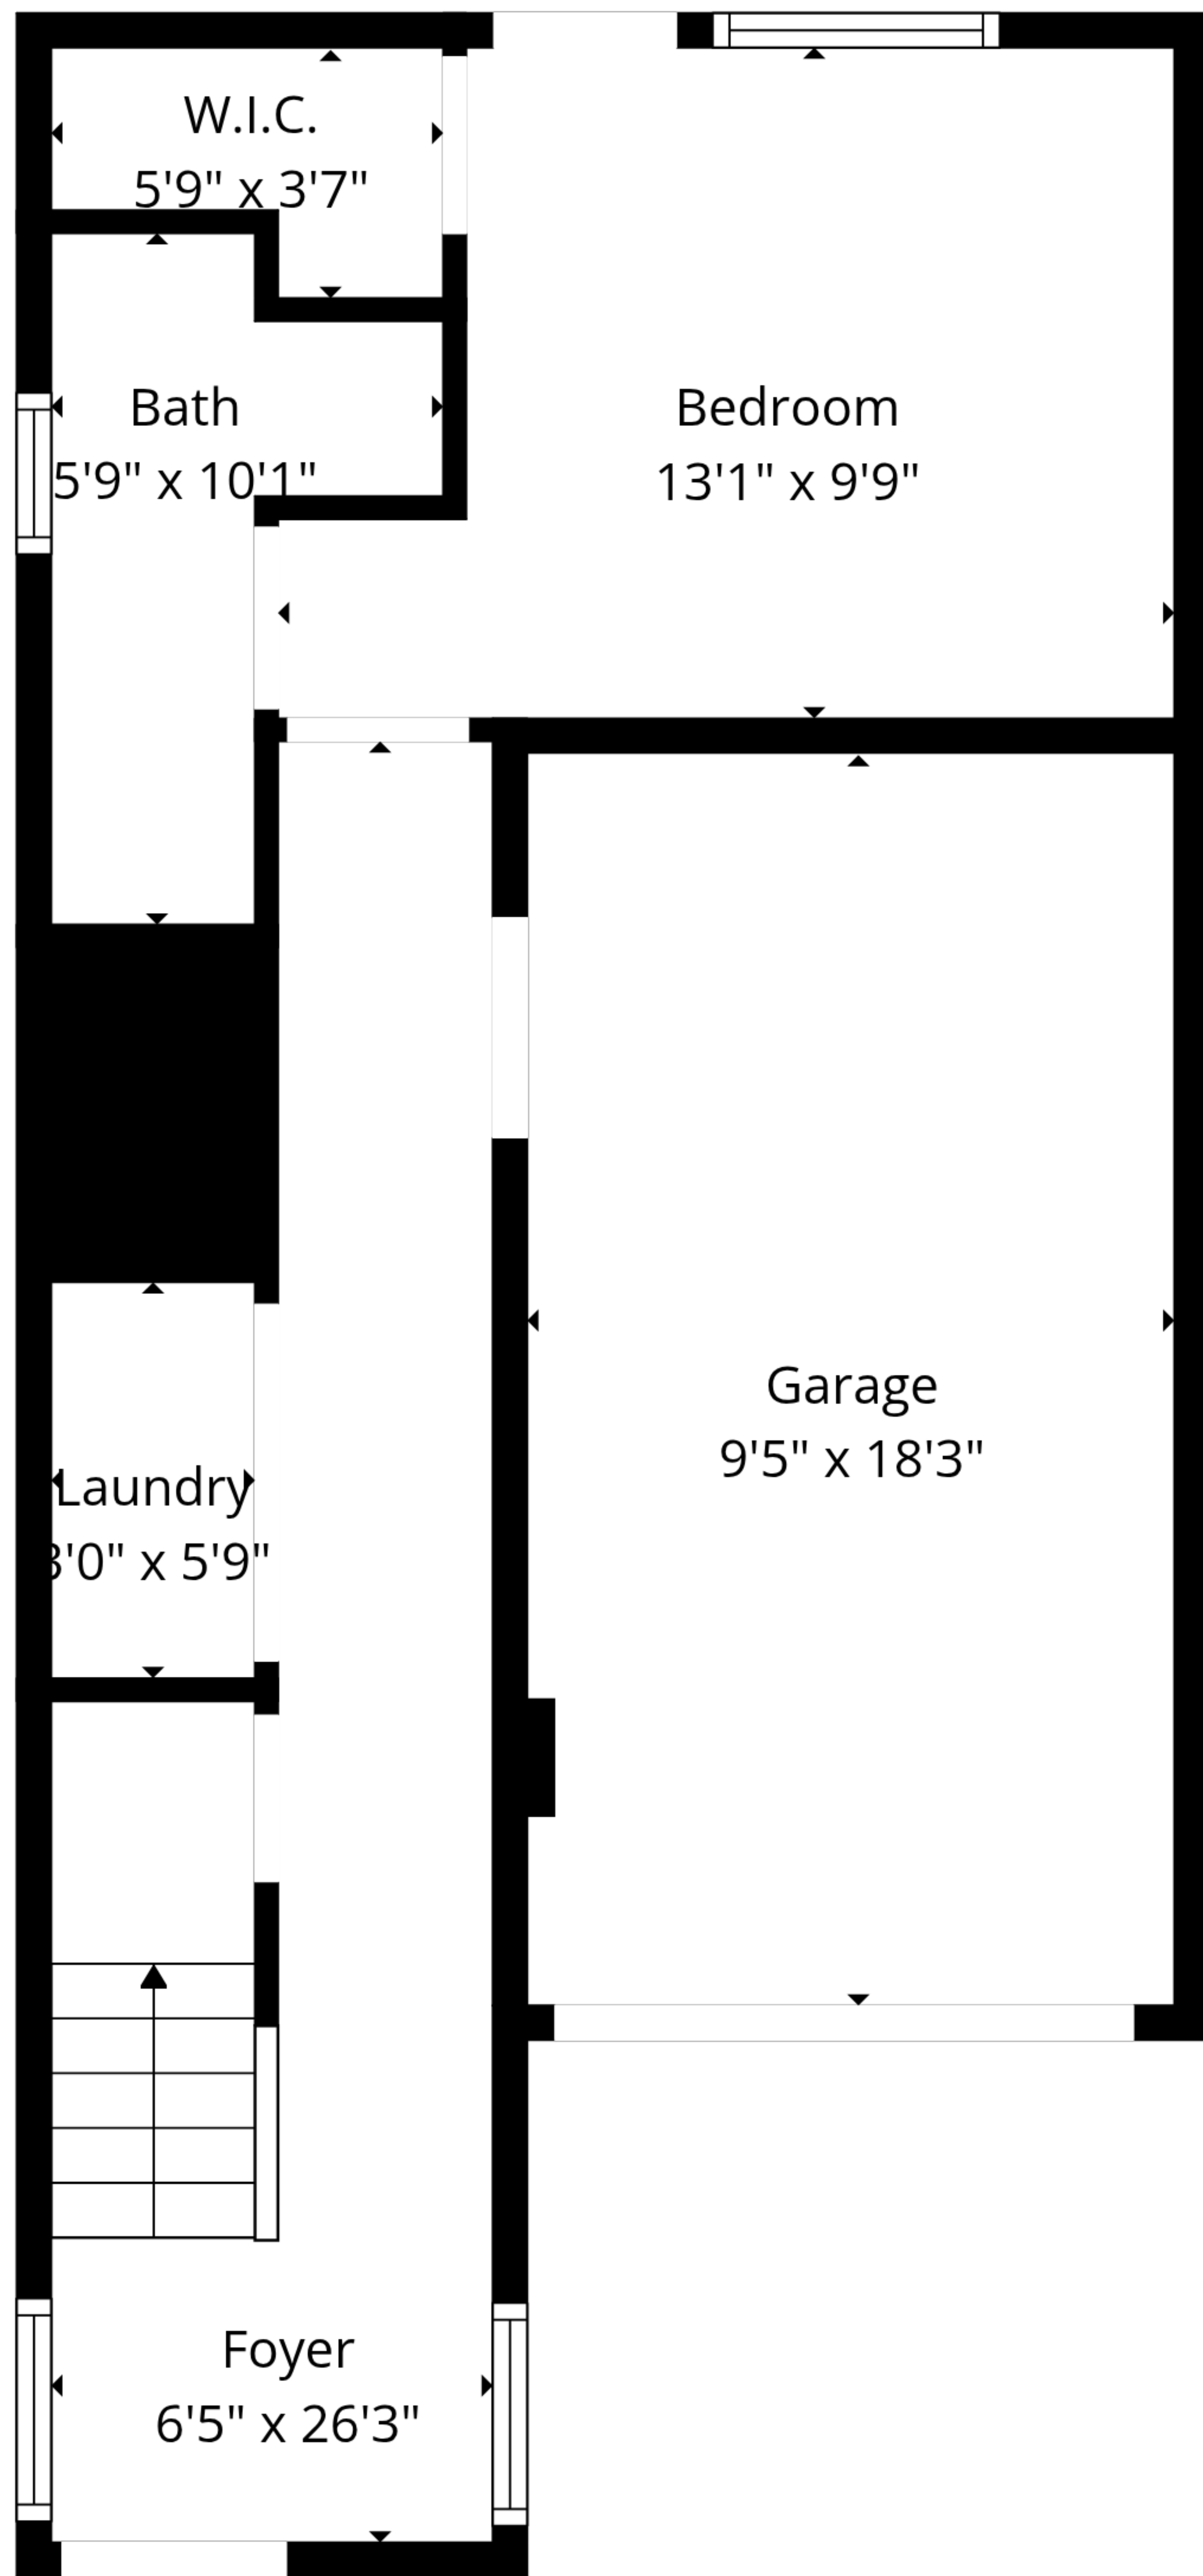 W.I.C.
5'9" x 3'7"
Bath
5'9" x 10'1"
Bedroom
13'1" x 9'9"
Garage
9'5" x 18'3"
Laundry
3'0" x 5'9"
Foyer
6'5" x 26'3"